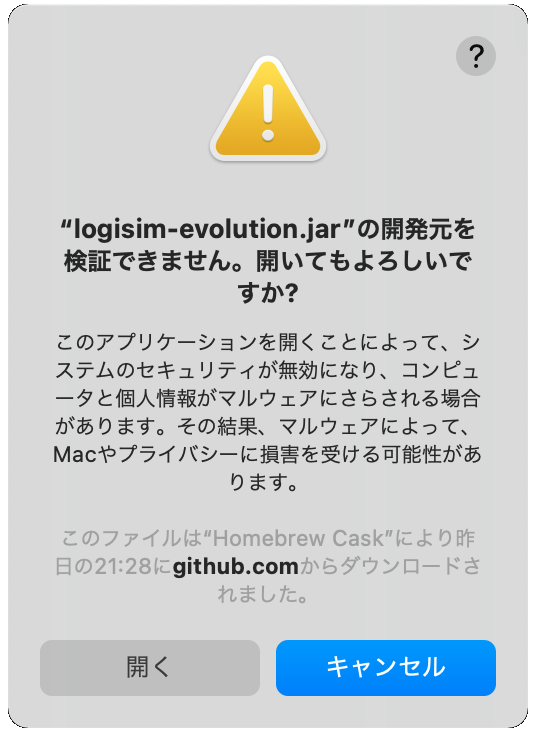 ?
“logisim-evolution.jar”の開発元を
検証できません。開いてもよろしいで
すか?
このアプリケーションを開くことによって、シ
ステムのセキュリティが無効になり、コンピュ
ータと個人情報がマルウェアにさらされる場合
があります。その結果、マルウェアによって、
Macやプライバシーに損害を受ける可能性があ
ります。
このファイルは“Homebrew Cask”により昨
日の21:28にgithub.comからダウンロードさ
れました。
開く
キャンセル